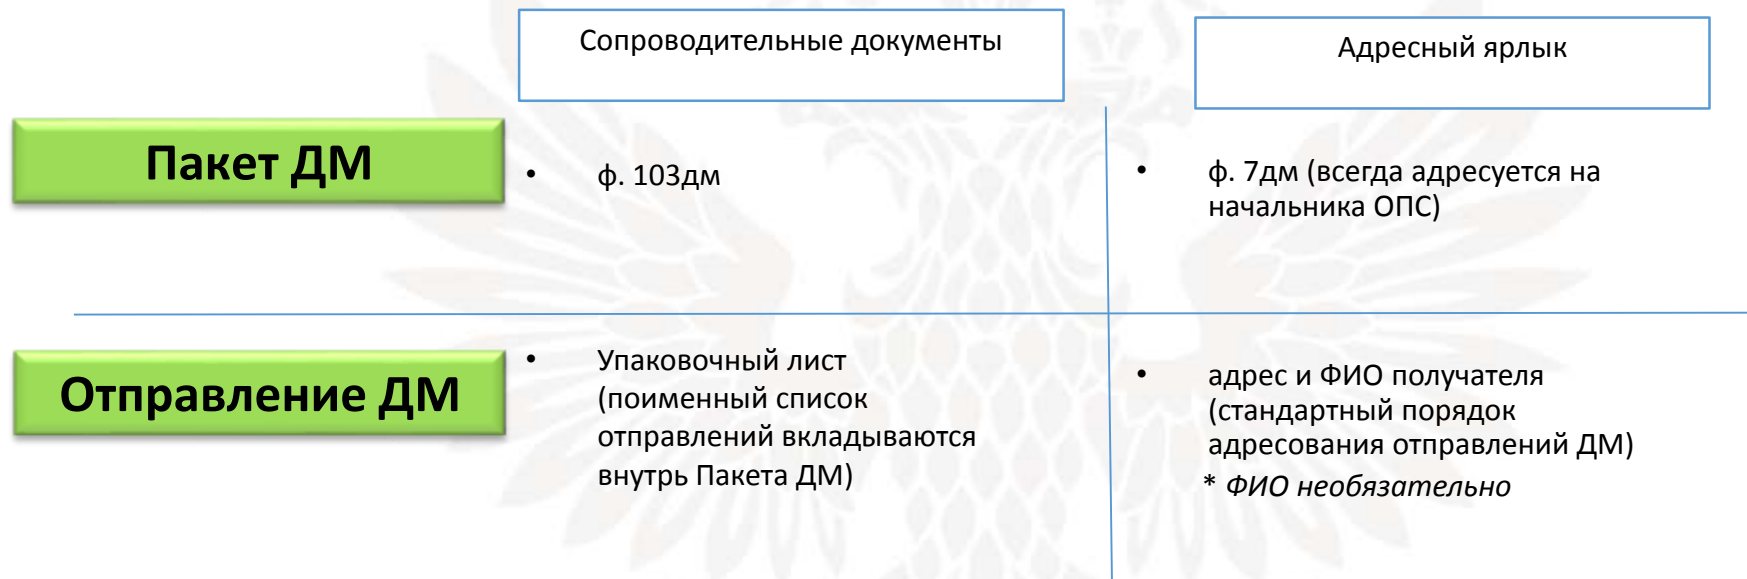 Сопроводительные документы
Адресный ярлык
Пакет ДМ
• ф. 103дм
• ф. 7дм (всегда адресуется на
начальника ОПС)
Отправление ДМ
• Упаковочный лист
(поименный список
отправлений вкладываются
внутрь Пакета ДМ)
• адрес и ФИО получателя
(стандартный порядок
адресования отправлений ДМ)
* ФИО необязательно